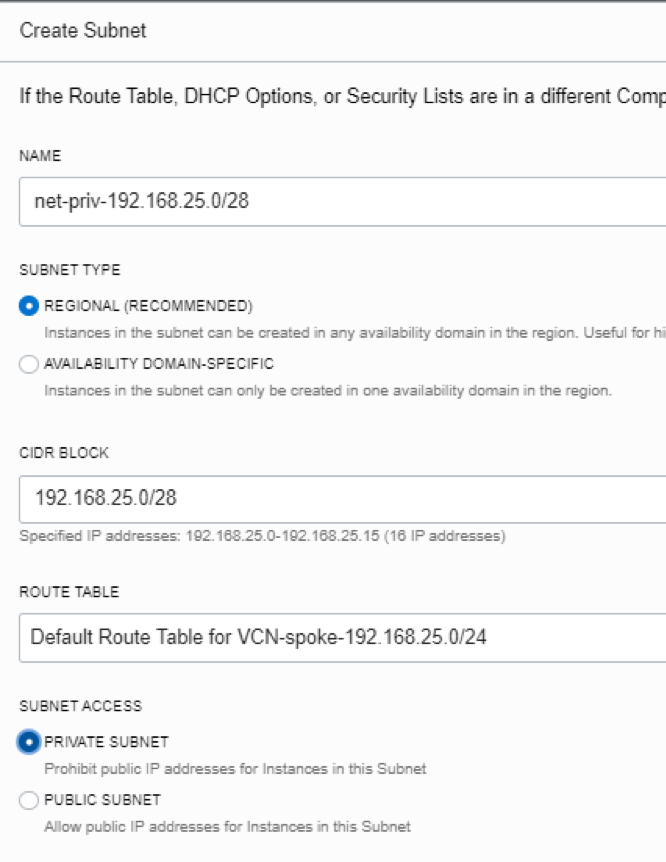 Create Subnet
If the Route Table, DHCP Options, or Security Lists are in a different Comp
NAME
net-priv-192.168.25.0/28
SUBNET TYPE
REGIONAL (RECOMMENDED)
Instances in the subnet can be created in any availability domain in the region. Useful for hi
AVAILABILITY DOMAIN-SPECIFIC
Instances in the subnet can only be created in one availability domain in the region.
CIDR BLOCK
192.168.25.0/28
Specified IP addresses: 192.168.25.0-192.168.25.15 (16 IP addresses)
ROUTE TABLE
Default Route Table for VCN-spoke-192.168.25.0/24
SUBNET ACCESS
PRIVATE SUBNET
Prohibit public IP addresses for Instances in this Subnet
PUBLIC SUBNET
Allow public IP addresses for Instances in this Subnet